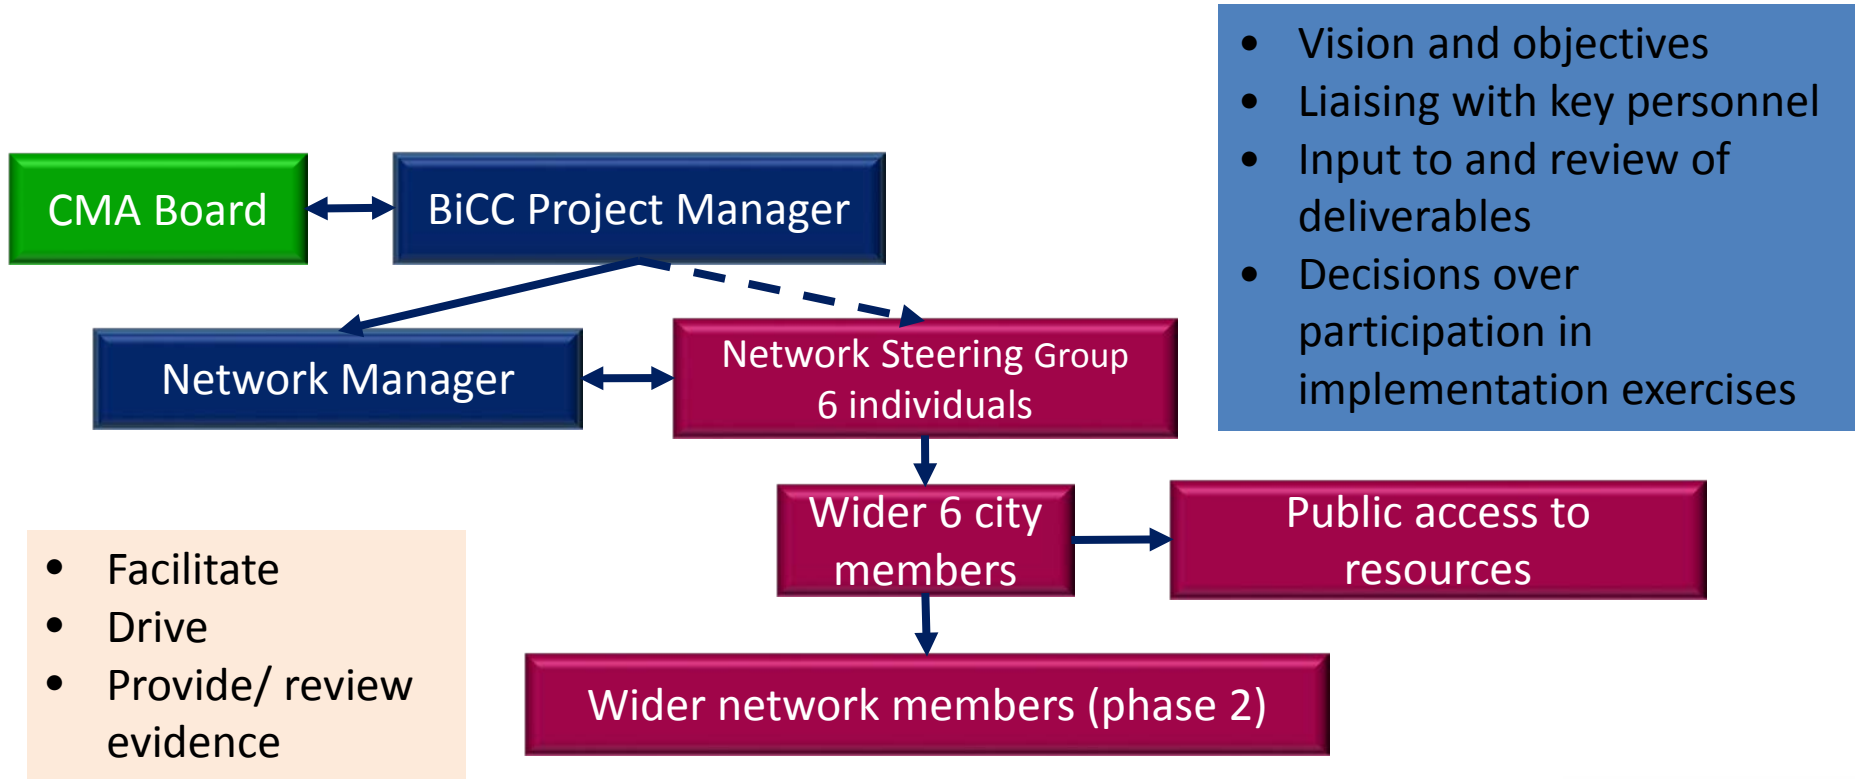 • Vision and objectives
• Liaising with key personnel
• Input to and review of
deliverables
• Decisions over
participation in
implementation exercises
CMA Board
BiCC Project Manager
Network Manager
Network Steering Group
6 individuals
Wider 6 city
members
Public access to
resources
• Facilitate
• Drive
• Provide/ review
evidence
Wider network members (phase 2)